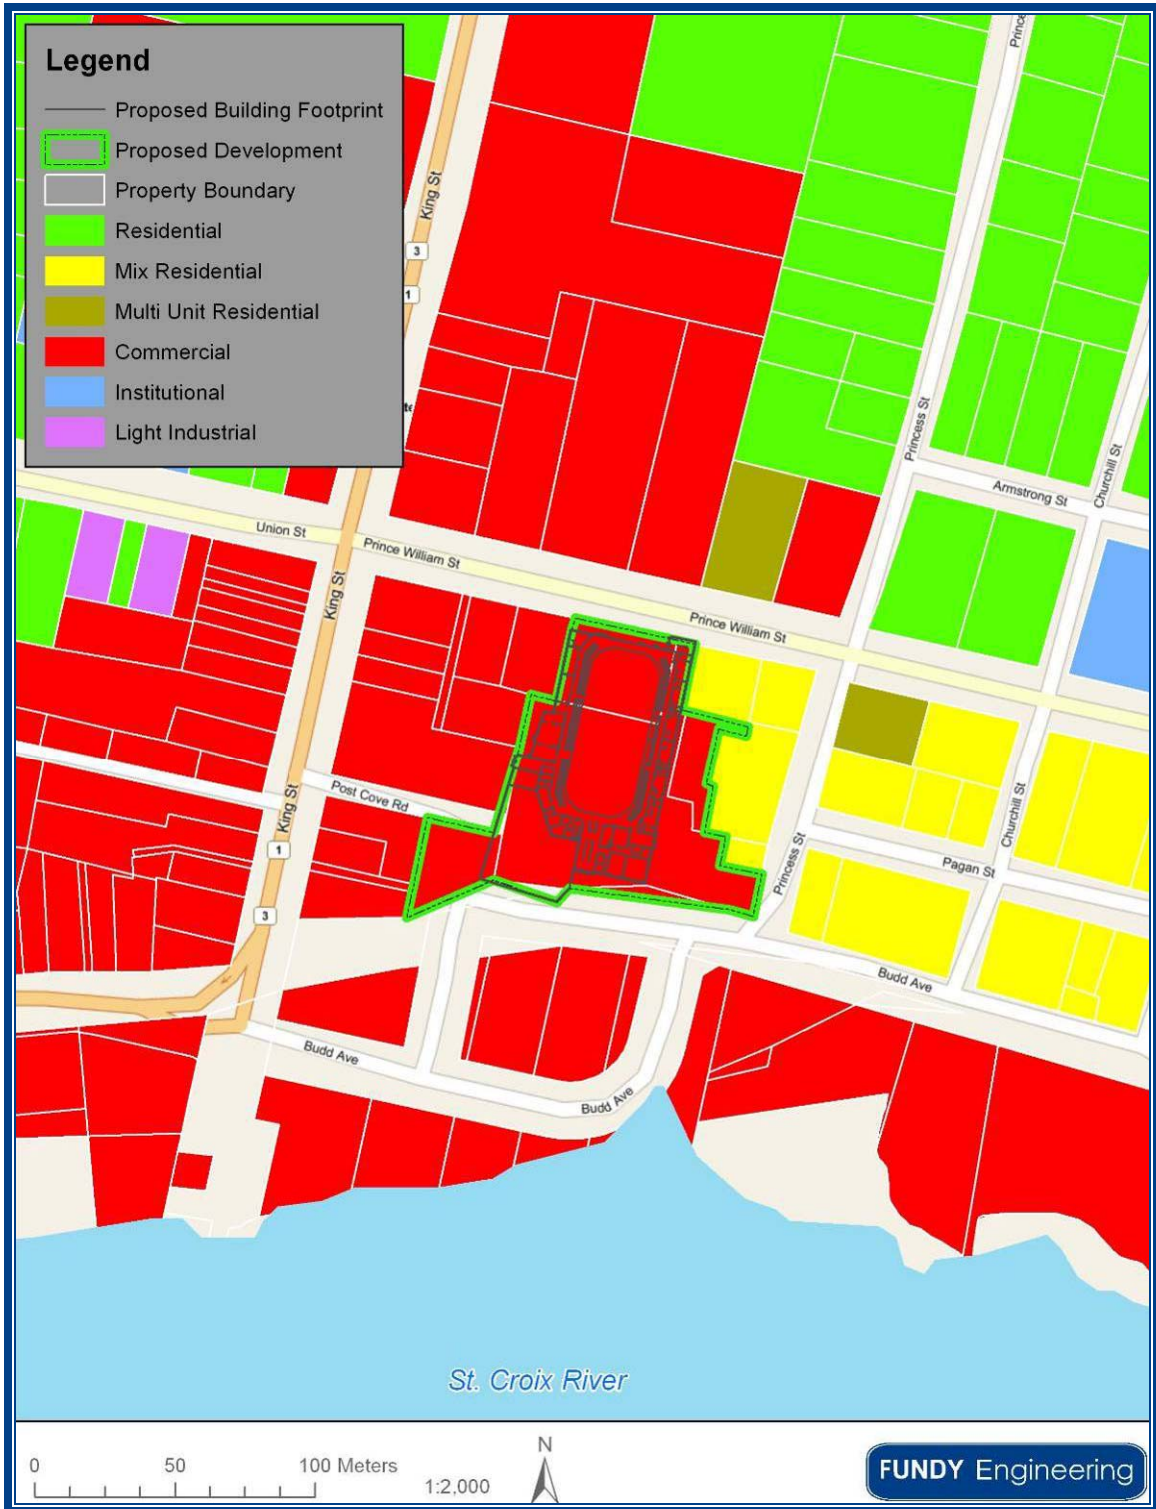 Legend
Proposed Building Footprint
Proposed Development
Property Boundary
Residential
Mix Residential
Multi Unit Residential
Commercial
Institutional
Light Industrial
King St
3
1
Princess St
Armstrong St
Churchill St
Union St
Prince William St
King St
Prince William St
Post Cove Rd
King St
1
3
Princess St
Churchill St
Pagan St
Budd Ave
Budd Ave
Budd Ave
St. Croix River
0 50 100 Meters
1:2,000
N
FUNDY Engineering